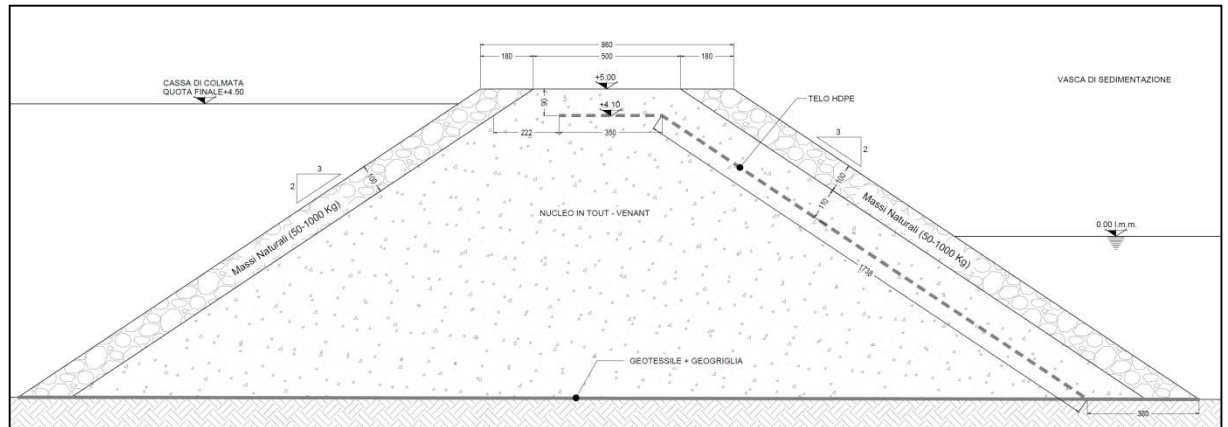 860
180
500
180
CASSA DI COLMATA
QUOTA FINALE+4.50
+5.00
VASCA DI SEDIMENTAZIONE
90
+4.10
TELO HDPE
222
350
3
2
3
2
100
100
110
NUCLEO IN TOUT - VENANT
Massi Naturali (50-1000 Kg)
Massi Naturali (50-1000 Kg)
0.00 l.m.m.
1738
GEOTESSILE + GEOGRIGLIA
380